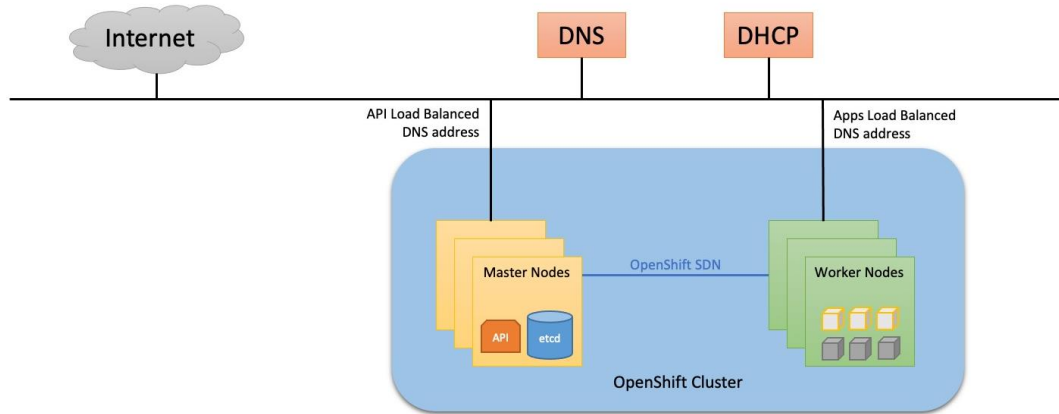 Internet
DNS
DHCP
API Load Balanced
DNS address
Apps Load Balanced
DNS address
Master Nodes
OpenShift SDN
Worker Nodes
API
etcd
OpenShift Cluster